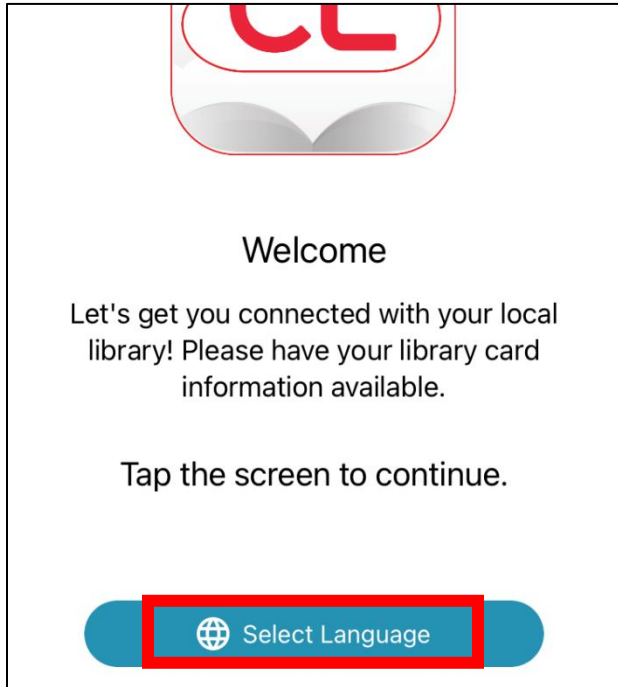 CL
Welcome
Let's get you connected with your local
library! Please have your library card
information available.
Tap the screen to continue.
Select Language